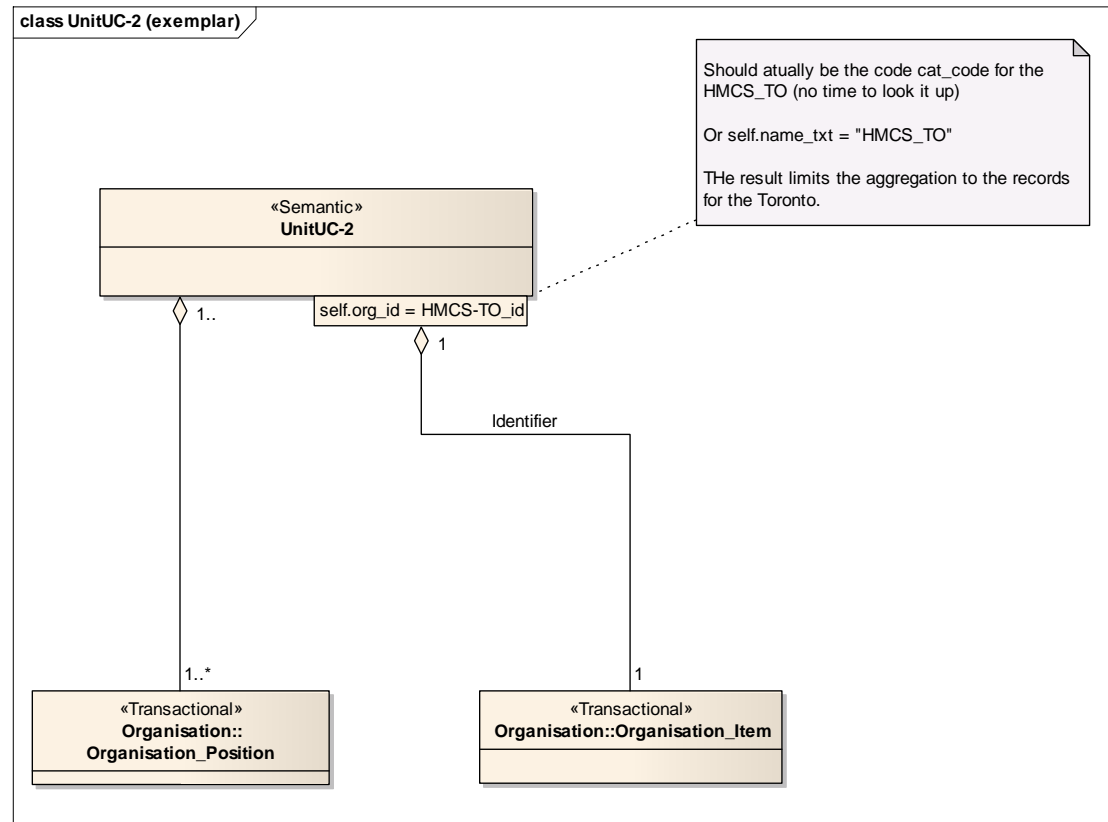 class UnitUC-2 (exemplar)
Should atually be the code cat_code for the
HMCS_TO (no time to look it up)
Or self.name_txt = "HMCS_TO"
THe result limits the aggregation to the records
for the Toronto.
«Semantic»
UnitUC-2
self.org_id = HMCS-TO_id
1..
1
Identifier
1..*
1
«Transactional»
Organisation::
Organisation_Position
«Transactional»
Organisation::Organisation_Item